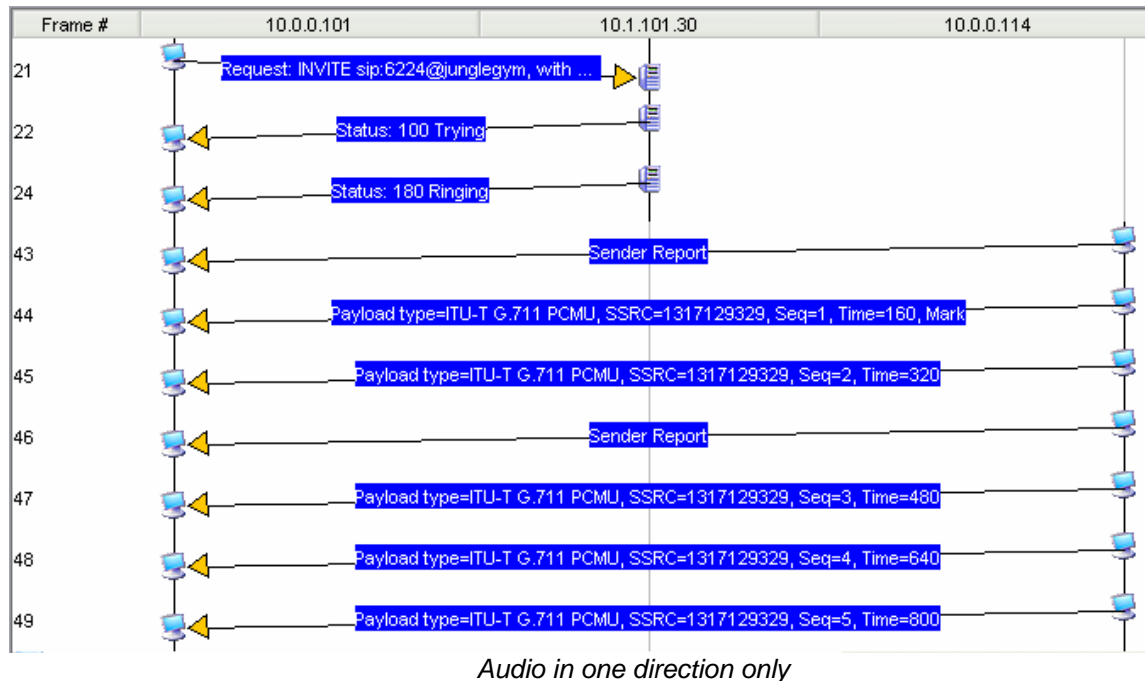 Frame # 10.0.0.101 10.1.101.30 10.0.0.114
21 Request: INVITE sip:6224@junglegym, with ...
22 Status: 100 Trying
24 Status: 180 Ringing
43 Sender Report
44 Payload type=ITU-T G.711 PCMU, SSRC=1317129329, Seq=1, Time=160, Mark
45 Payload type=ITU-T G.711 PCMU, SSRC=1317129329, Seq=2, Time=320
46 Sender Report
47 Payload type=ITU-T G.711 PCMU, SSRC=1317129329, Seq=3, Time=480
48 Payload type=ITU-T G.711 PCMU, SSRC=1317129329, Seq=4, Time=640
49 Payload type=ITU-T G.711 PCMU, SSRC=1317129329, Seq=5, Time=800
Audio in one direction only